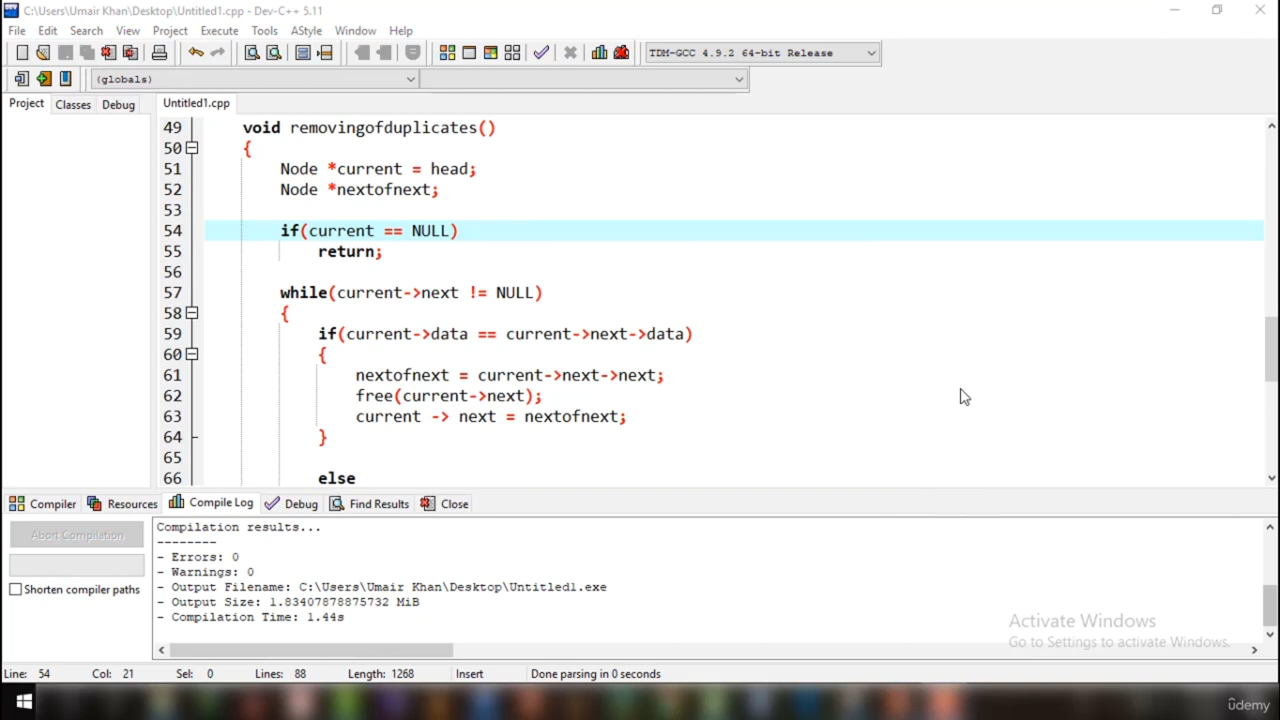 C:\Users\Umair Khan\Desktop\Untitled1.cpp - Dev-C++ 5.11
File Edit Search View Project Execute Tools AStyle Window Help
TDM-GCC 4.9.2 64-bit Release
(globals)
Project Classes Debug Untitled1.cpp
49 void removingofduplicates()
50 {
51 Node *current = head;
52 Node *nextofnext;
53
54 if(current == NULL)
55 return;
56
57 while(current->next != NULL)
58 {
59 if(current->data == current->next->data)
60 {
61 nextofnext = current->next->next;
62 free(current->next);
63 current -> next = nextofnext;
64 }
65
66 else
Compiler Resources Compile Log Debug Find Results Close
Abort Compilation
Shorten compiler paths
Compilation results...
--------
- Errors: 0
- Warnings: 0
- Output Filename: C:\Users\Umair Khan\Desktop\Untitled1.exe
- Output Size: 1.83407878875732 MiB
- Compilation Time: 1.44s
Activate Windows
Go to Settings to activate Windows.
Line: 54 Col: 21 Sel: 0 Lines: 88 Length: 1268 Insert Done parsing in 0 seconds
ûdemy